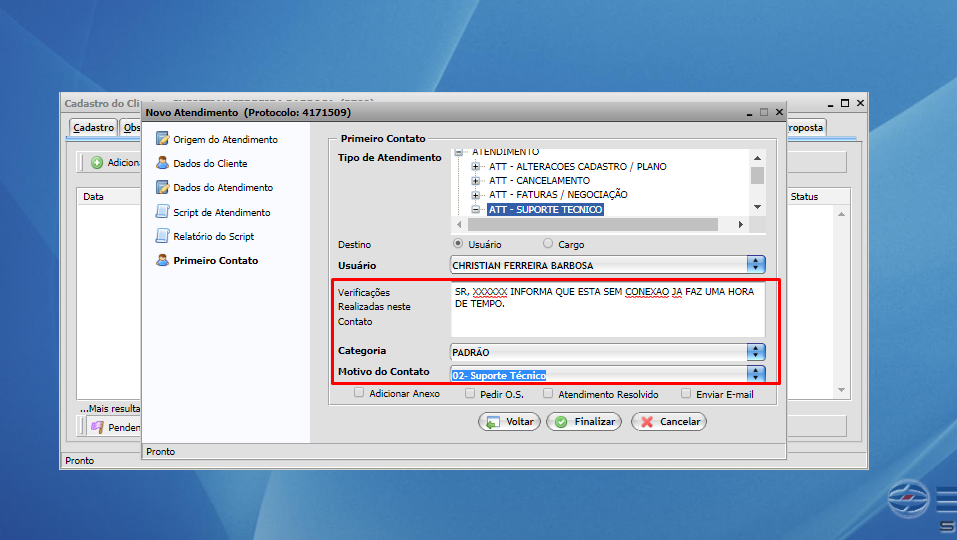 Cadastro do Cli
Novo Atendimento (Protocolo: 4171509)
Cadastro
Obs
roposta
Adicion
Data
Status
...Mais resulta
Penden
Pronto
Origem do Atendimento
Dados do Cliente
Dados do Atendimento
Script de Atendimento
Relatório do Script
Primeiro Contato
Primeiro Contato
Tipo de Atendimento
ATENDIMENTO
ATT - ALTERACOES CADASTRO / PLANO
ATT - CANCELAMENTO
ATT - FATURAS / NEGOCIAÇÃO
ATT - SUPORTE TECNICO
Destino
Usuário
Cargo
Usuário
CHRISTIAN FERREIRA BARBOSA
Verificações
Realizadas neste
Contato
SR, XXXXXX INFORMA QUE ESTA SEM CONEXAO JA FAZ UMA HORA
DE TEMPO.
Categoria
PADRÃO
Motivo do Contato
02- Suporte Técnico
Adicionar Anexo
Pedir O.S.
Atendimento Resolvido
Enviar E-mail
Voltar
Finalizar
Cancelar
Pronto